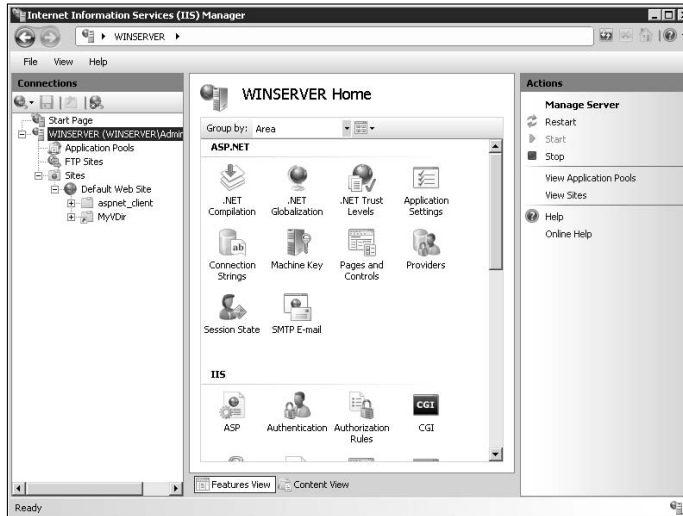 Internet Information Services (IIS) Manager
WINSERVER
File View Help
Connections
Start Page
WINSERVER (WINSERVER\Admir
Application Pools
FTP Sites
Sites
Default Web Site
aspnet_client
MyVDir
WINSERVER Home
Group by: Area
ASP.NET
.NET Compilation
.NET Globalization
.NET Trust Levels
Application Settings
Connection Strings
Machine Key
Pages and Controls
Providers
Session State
SMTP E-mail
IIS
ASP
Authentication
Authorization Rules
CGI
CGI
Features View
Content View
Actions
Manage Server
Restart
Start
Stop
View Application Pools
View Sites
Help
Online Help
Ready